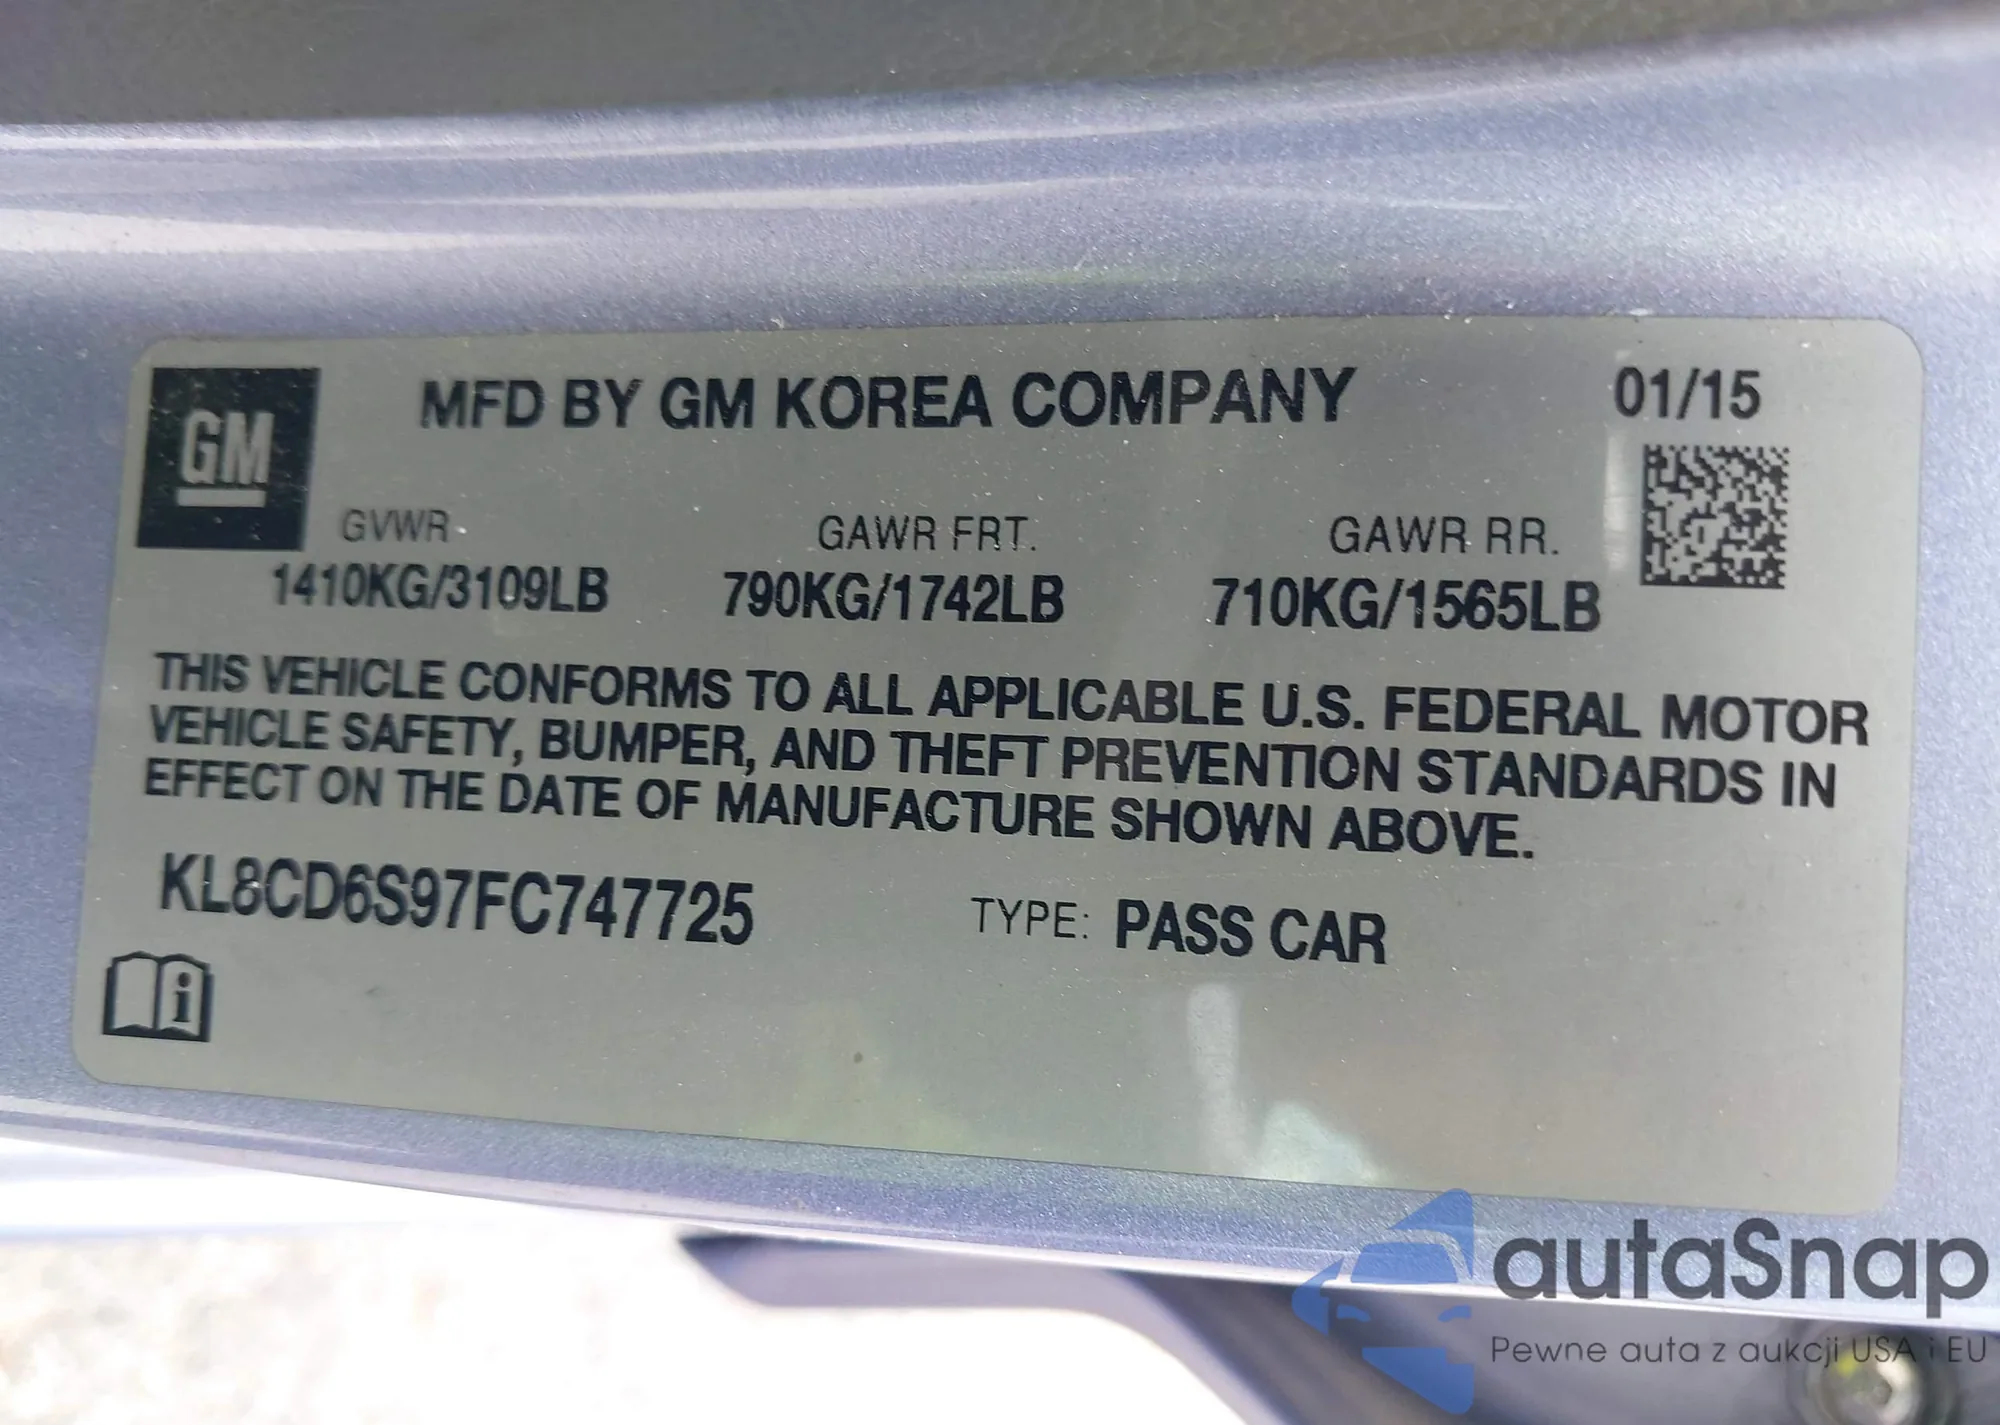 GM
MFD BY GM KOREA COMPANY 01/15
GVWR GAWR FRT. GAWR RR.
1410KG/3109LB 790KG/1742LB 710KG/1565LB
THIS VEHICLE CONFORMS TO ALL APPLICABLE U.S. FEDERAL MOTOR
VEHICLE SAFETY, BUMPER, AND THEFT PREVENTION STANDARDS IN
EFFECT ON THE DATE OF MANUFACTURE SHOWN ABOVE.
KL8CD6S97FC747725 TYPE: PASS CAR
i
autaSnap
Pewne auta z aukcji USA i EU